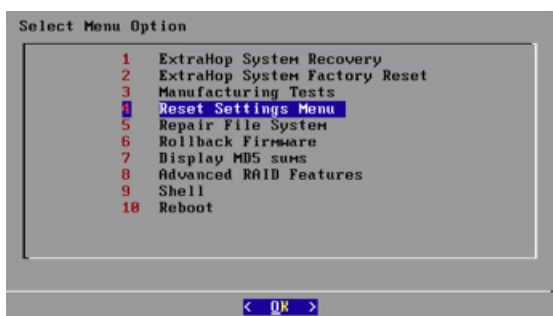 Select Menu Option
1 ExtraHop System Recovery
2 ExtraHop System Factory Reset
3 Manufacturing Tests
4 Reset Settings Menu
5 Repair File System
6 Rollback Firmware
7 Display MD5 sums
8 Advanced RAID Features
9 Shell
10 Reboot
< OK >